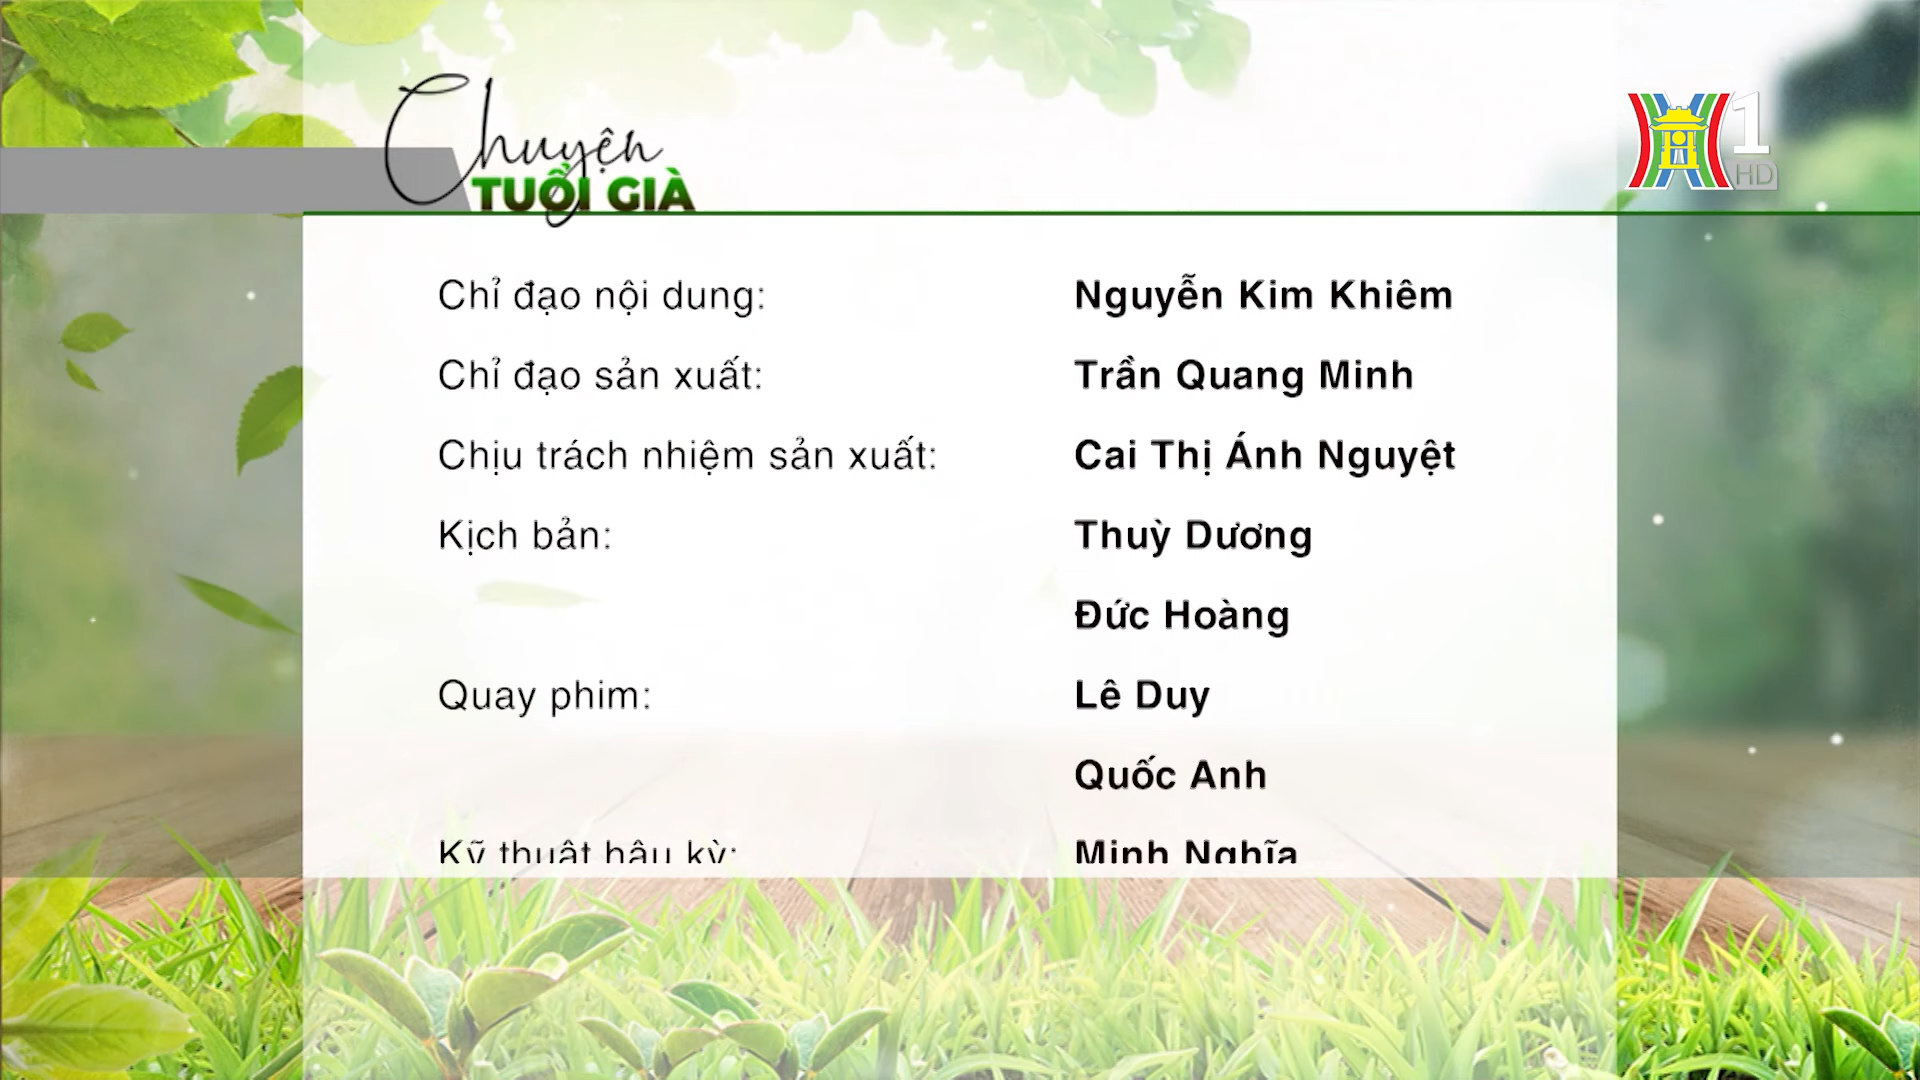 Chuyện
TUỔI GIÀ
1
HD
Chỉ đạo nội dung: Nguyễn Kim Khiêm
Chỉ đạo sản xuất: Trần Quang Minh
Chịu trách nhiệm sản xuất: Cai Thị Ánh Nguyệt
Kịch bản: Thuỳ Dương
Đức Hoàng
Quay phim: Lê Duy
Quốc Anh
Kỹ thuật hậu kỳ: Minh Nghĩa